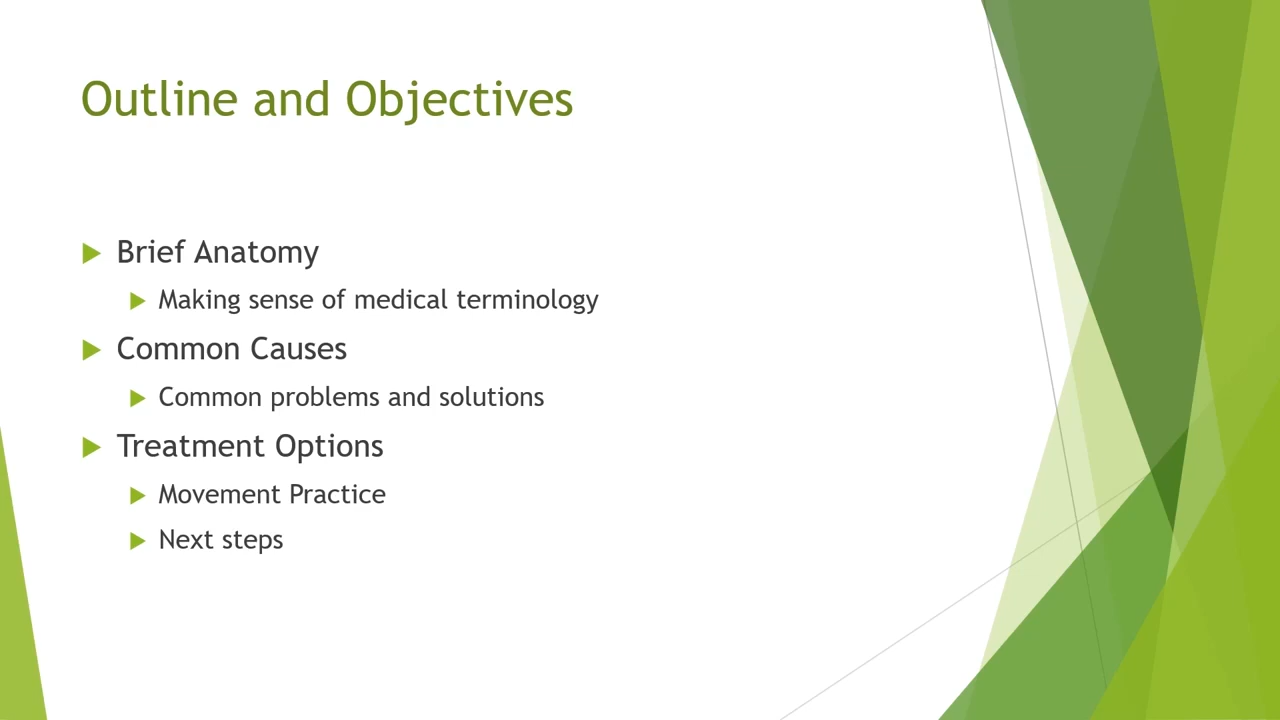 Outline and Objectives
Brief Anatomy
Making sense of medical terminology
Common Causes
Common problems and solutions
Treatment Options
Movement Practice
Next steps